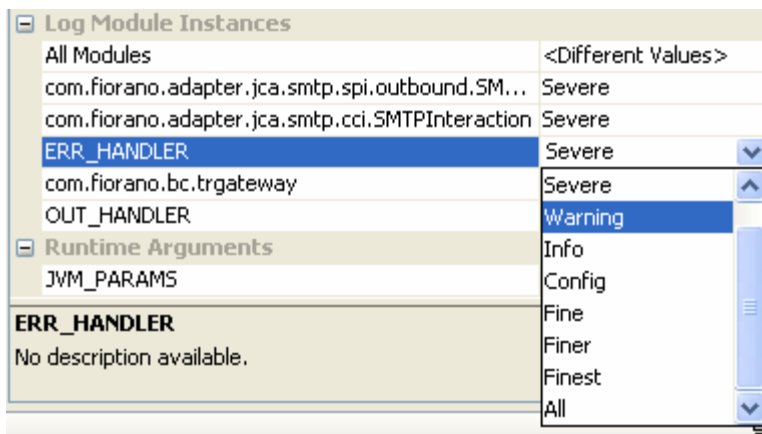 Log Module Instances
All Modules <Different Values>
com.fiorano.adapter.jca.smtp.spi.outbound.SM... Severe
com.fiorano.adapter.jca.smtp.cci.SMTPInteraction Severe
ERR_HANDLER Severe
com.fiorano.bc.trgateway Severe
OUT_HANDLER Warning
Runtime Arguments Info
JVM_PARAMS Config
ERR_HANDLER Fine
No description available. Finer
Finest
All